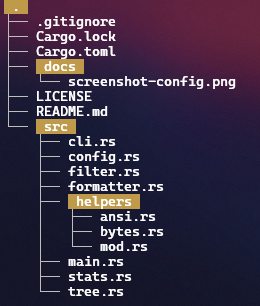 .
.gitignore
Cargo.lock
Cargo.toml
docs
screenshot-config.png
LICENSE
README.md
src
cli.rs
config.rs
filter.rs
formatter.rs
helpers
ansi.rs
bytes.rs
mod.rs
main.rs
stats.rs
tree.rs